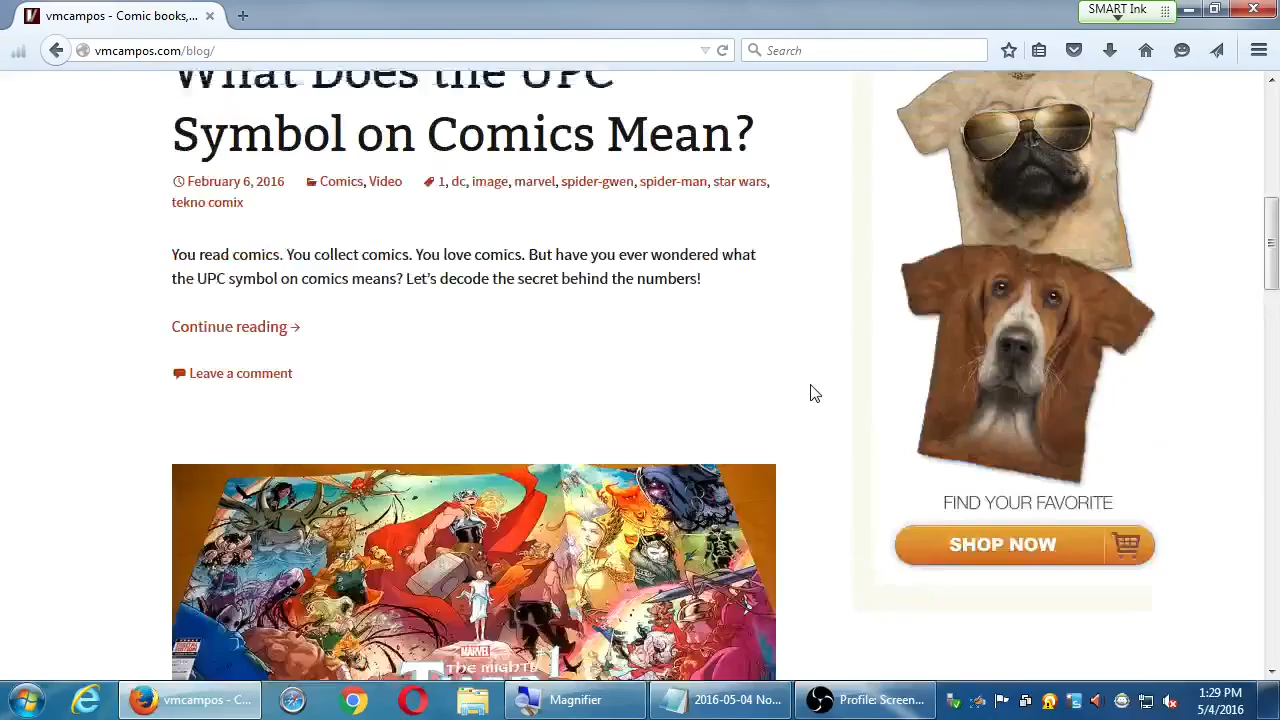 vmcampos - Comic books,...
SMART Ink
vmcampos.com/blog/
Search
What Does the UPC
Symbol on Comics Mean?
February 6, 2016 Comics, Video 1, dc, image, marvel, spider-gwen, spider-man, star wars,
tekno comix
You read comics. You collect comics. You love comics. But have you ever wondered what
the UPC symbol on comics means? Let's decode the secret behind the numbers!
Continue reading →
Leave a comment
MARVEL
THE MIGHTY
FIND YOUR FAVORITE
SHOP NOW
vmcampos - C...
Magnifier
2016-05-04 No...
Profile: Screen...
1:29 PM
5/4/2016